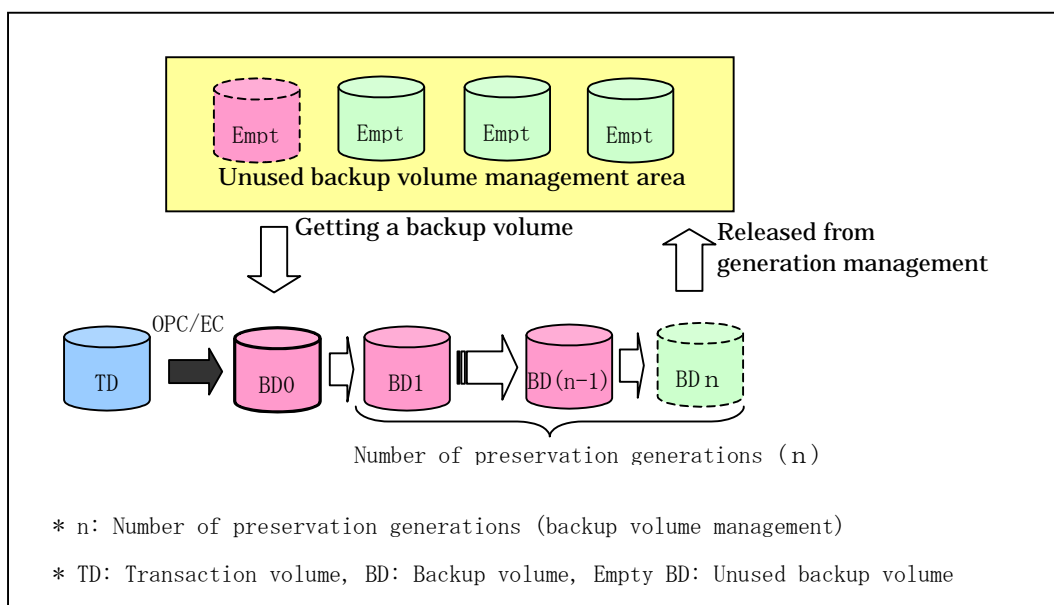 Empt Empt Empt Empt
Unused backup volume management area
Getting a backup volume
Released from
generation management
OPC/EC
TD BD0 BD1 BD(n-1) BDn
Number of preservation generations (n)
* n: Number of preservation generations (backup volume management)
* TD: Transaction volume, BD: Backup volume, Empty BD: Unused backup volume